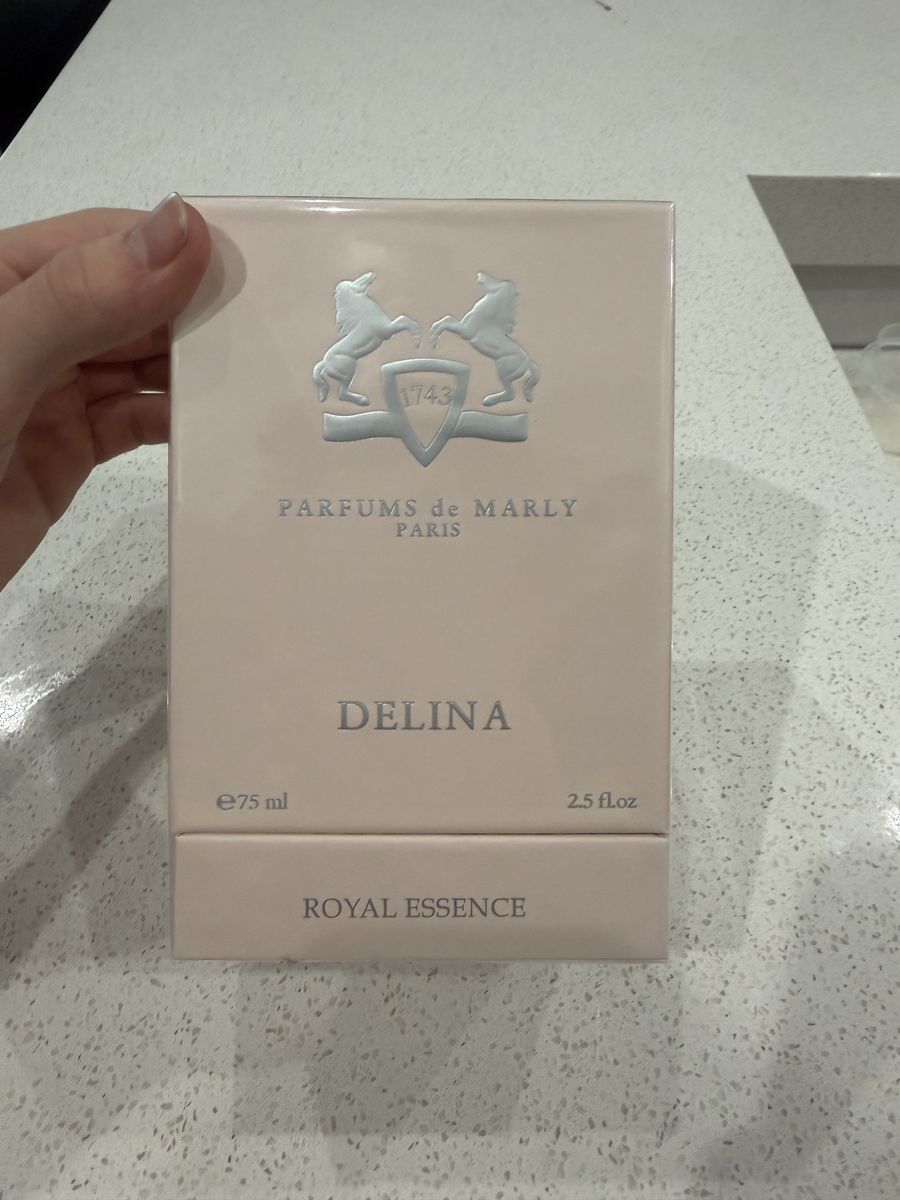 1743
PARFUMS de MARLY
PARIS
DELINA
℮75 ml 2.5 fl.oz
ROYAL ESSENCE